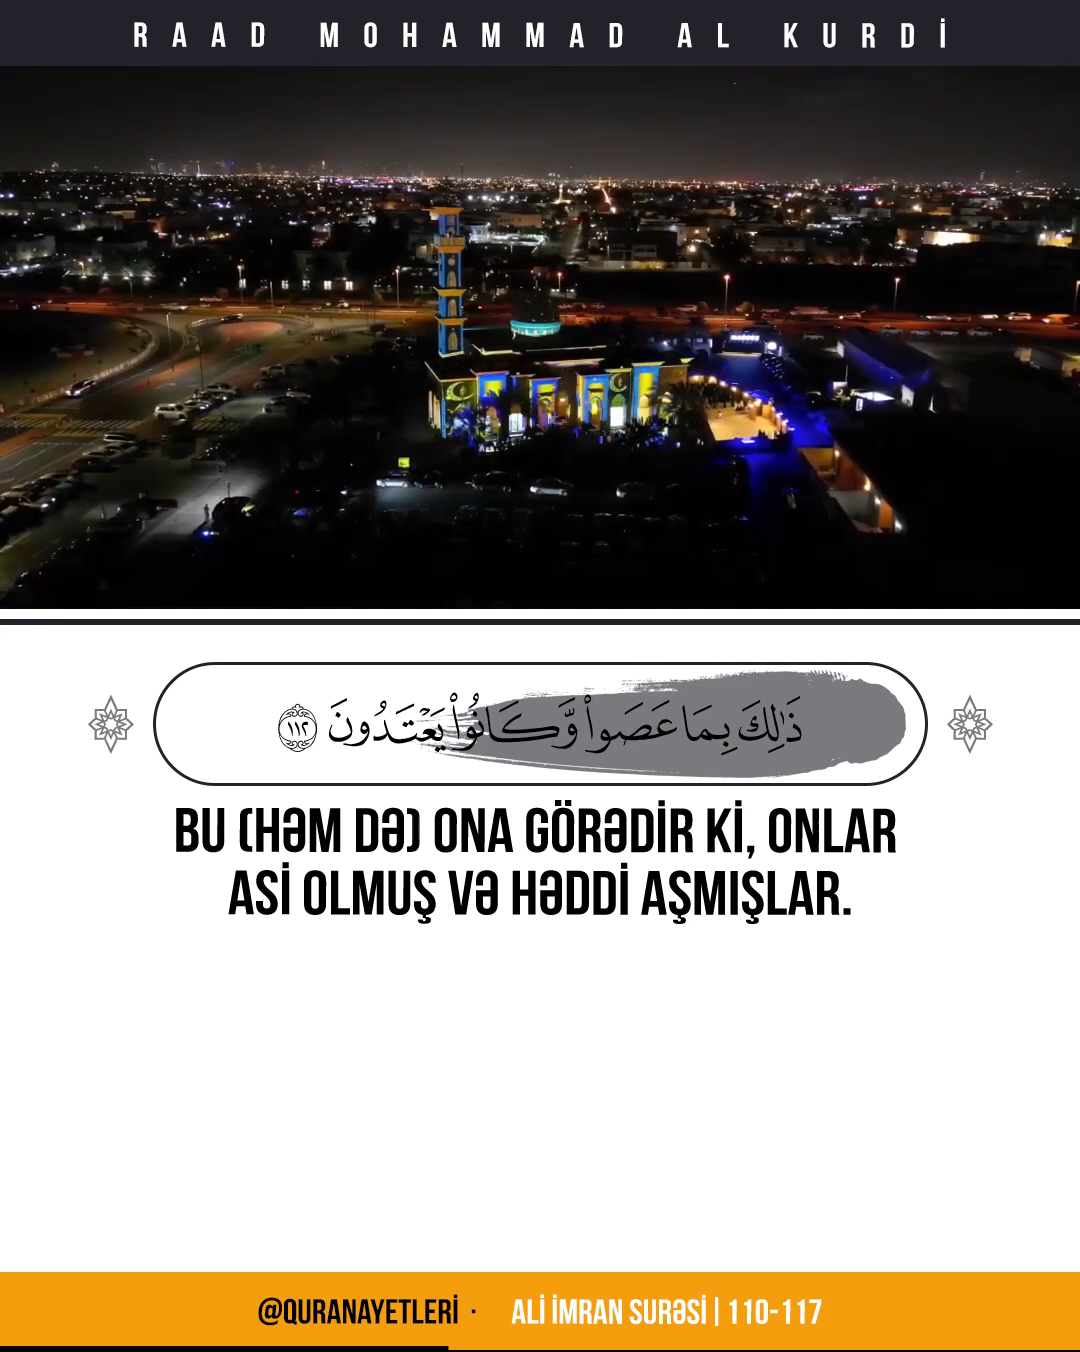 RAAD MOHAMMAD AL KURDİ
ذَٰلِكَ بِمَا عَصَوا۟ وَّكَانُوا۟ يَعْتَدُونَ ١١٢
BU (HƏM DƏ) ONA GÖRƏDİR Kİ, ONLAR
ASİ OLMUŞ VƏ HƏDDİ AŞMIŞLAR.
@QURANAYETLERİ · ALİ İMRAN SURƏSİ | 110-117